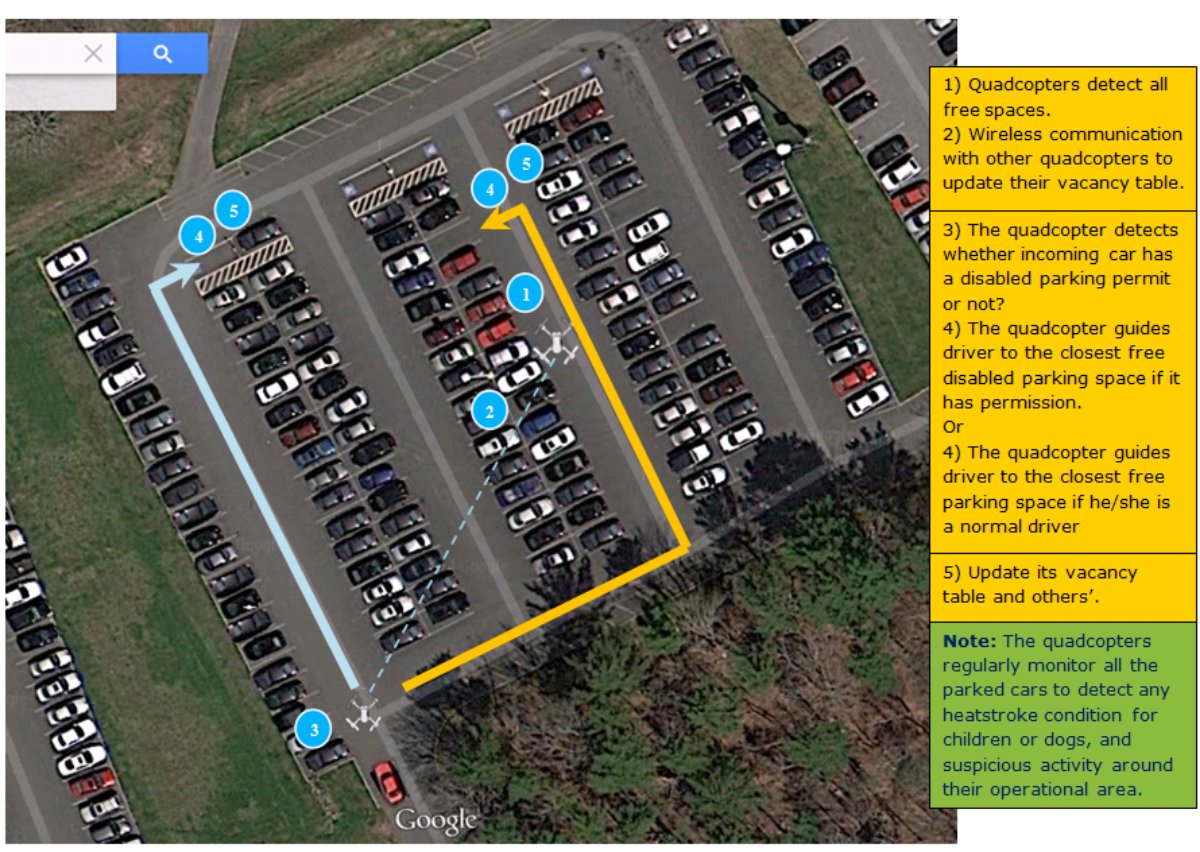 1) Quadcopters detect all
free spaces.
2) Wireless communication
with other quadcopters to
update their vacancy table.
3) The quadcopter detects
whether incoming car has
a disabled parking permit
or not?
4) The quadcopter guides
driver to the closest free
disabled parking space if it
has permission.
Or
4) The quadcopter guides
driver to the closest free
parking space if he/she is
a normal driver
5) Update its vacancy
table and others’.
Note: The quadcopters
regularly monitor all the
parked cars to detect any
heatstroke condition for
children or dogs, and
suspicious activity around
their operational area.
5
4
5
4
1
2
3
Google
Google
Google